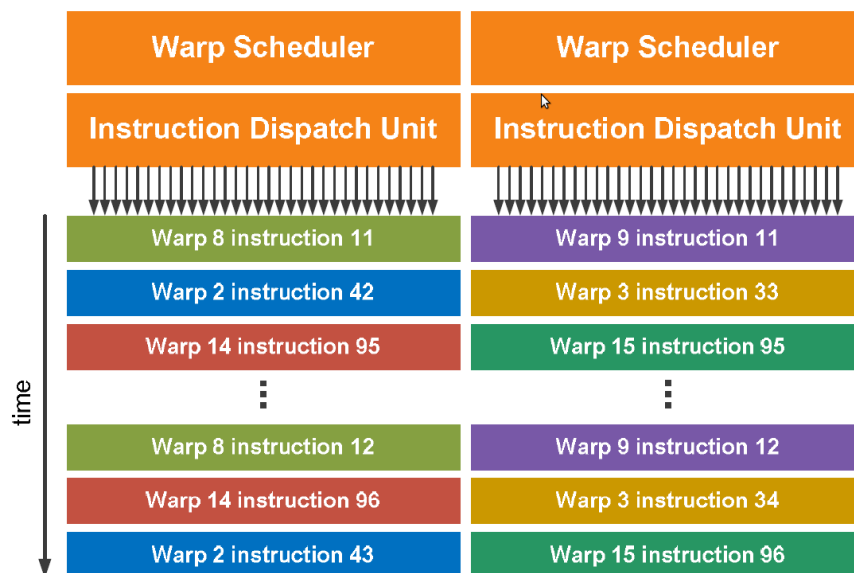 Warp Scheduler
Warp Scheduler
Instruction Dispatch Unit
Instruction Dispatch Unit
time
Warp 8 instruction 11
Warp 9 instruction 11
Warp 2 instruction 42
Warp 3 instruction 33
Warp 14 instruction 95
Warp 15 instruction 95
Warp 8 instruction 12
Warp 9 instruction 12
Warp 14 instruction 96
Warp 3 instruction 34
Warp 2 instruction 43
Warp 15 instruction 96